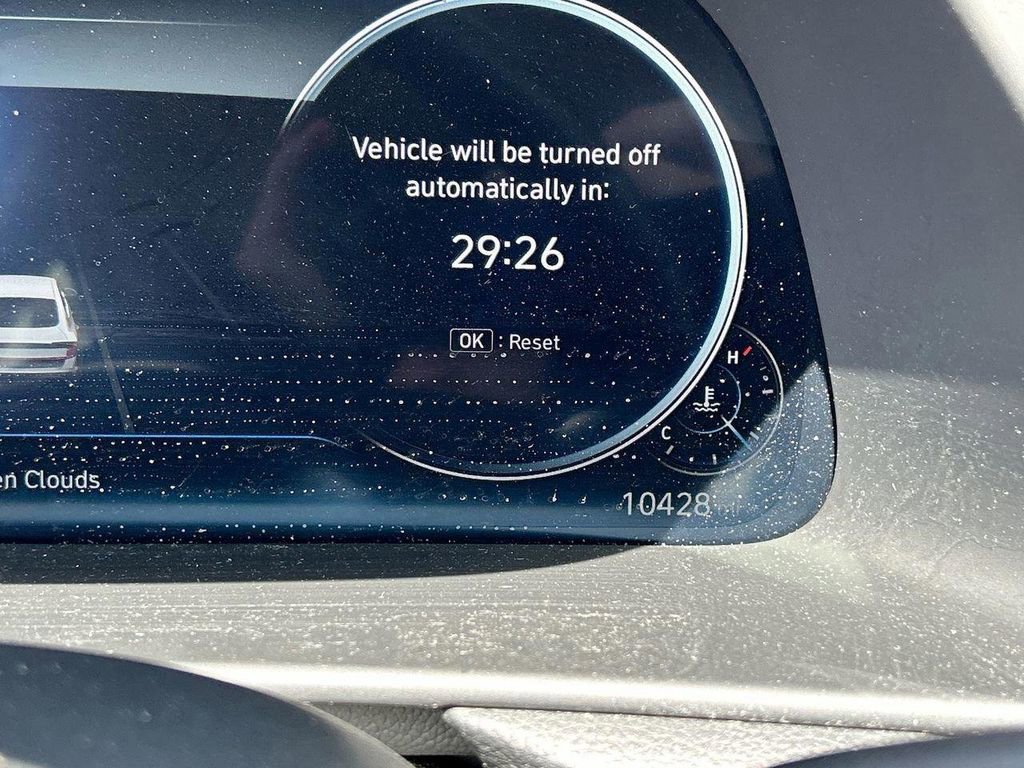 Vehicle will be turned off
automatically in:
29:26
OK : Reset
H
C
en Clouds
10428